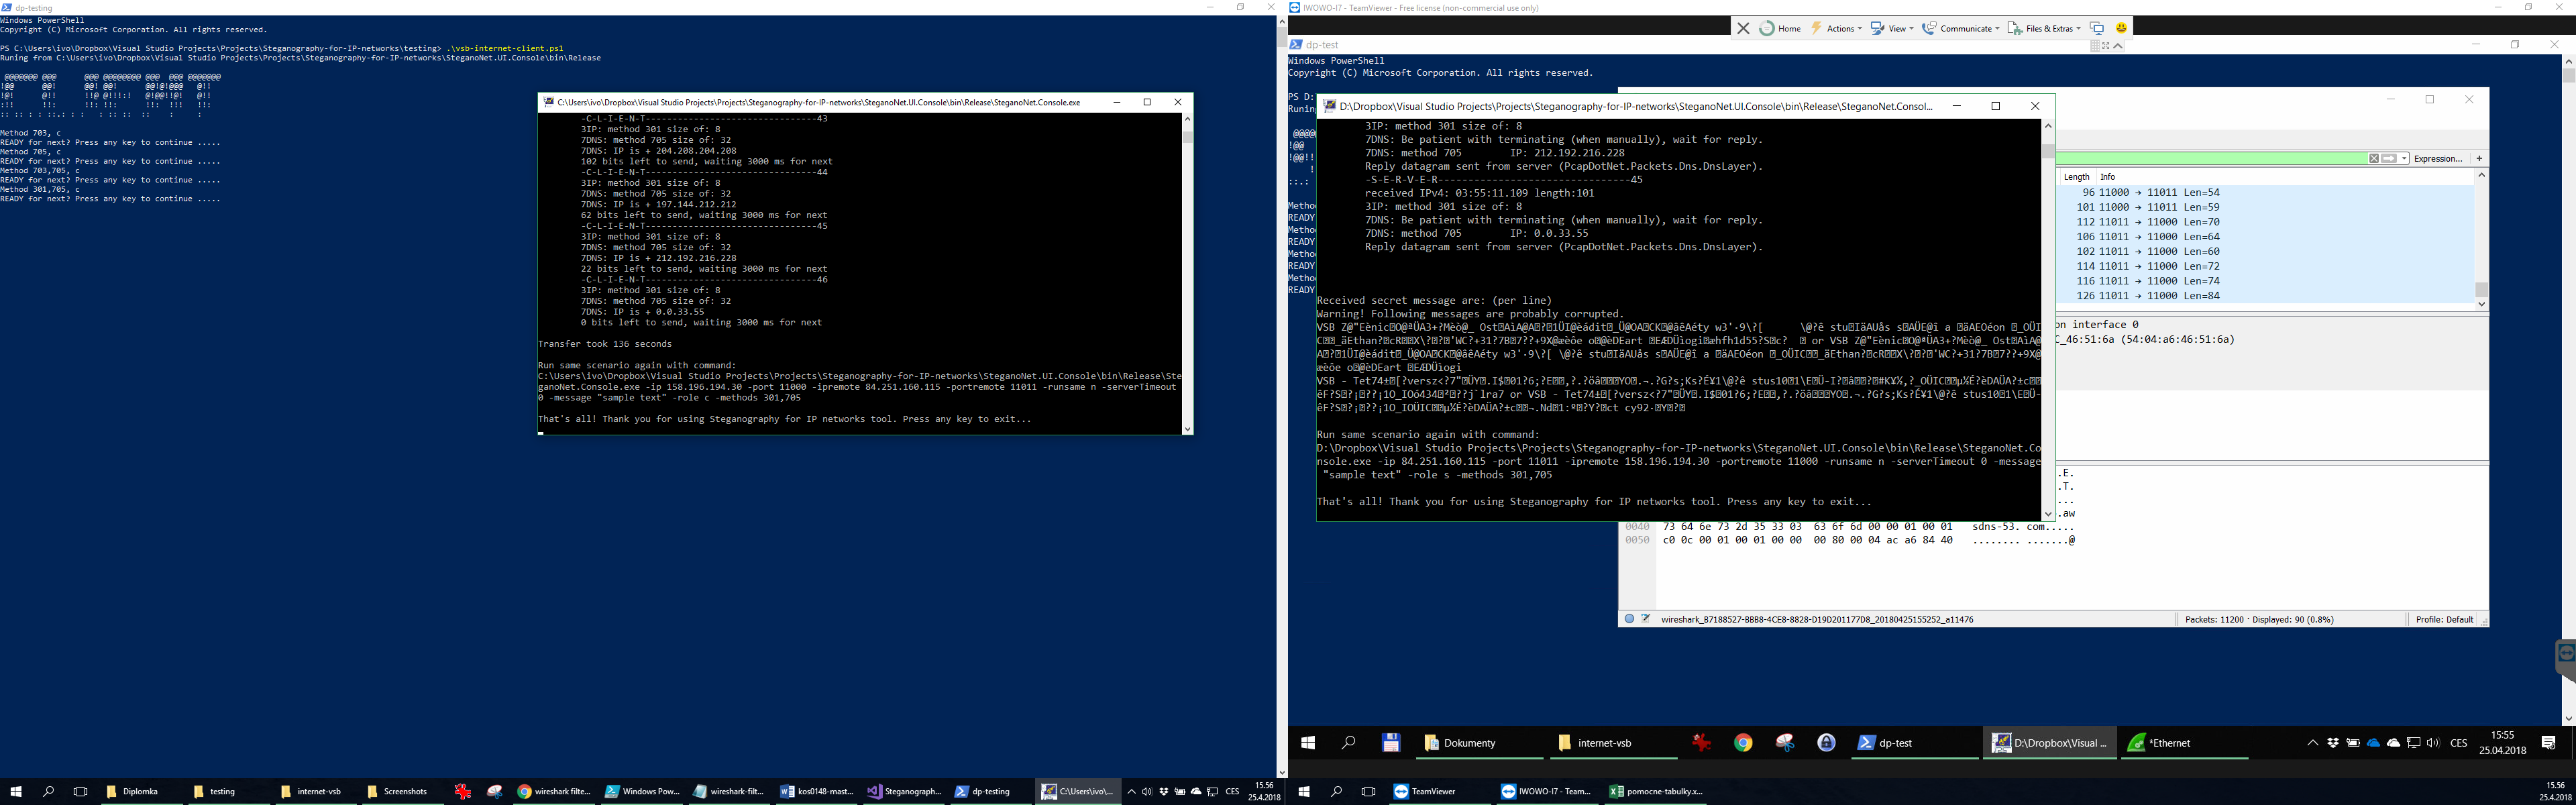 dp-testing
Windows PowerShell
Copyright (C) Microsoft Corporation. All rights reserved.
PS C:\Users\ivo\Dropbox\Visual Studio Projects\Projects\Steganography-for-IP-networks\testing> .\vsb-internet-client.ps1
Runing from C:\Users\ivo\Dropbox\Visual Studio Projects\Projects\Steganography-for-IP-networks\SteganoNet.UI.Console\bin\Release
Method 703, c
READY for next? Press any key to continue .....
Method 705, c
READY for next? Press any key to continue .....
Method 703,705, c
READY for next? Press any key to continue .....
Method 301,705, c
READY for next? Press any key to continue .....
C:\Users\ivo\Dropbox\Visual Studio Projects\Projects\Steganography-for-IP-networks\SteganoNet.UI.Console\bin\Release\SteganoNet.Console.exe
-C-L-I-E-N-T--------------------------------43
3IP: method 301 size of: 8
7DNS: method 705 size of: 32
7DNS: IP is + 204.208.204.208
102 bits left to send, waiting 3000 ms for next
-C-L-I-E-N-T--------------------------------44
3IP: method 301 size of: 8
7DNS: method 705 size of: 32
7DNS: IP is + 197.144.212.212
62 bits left to send, waiting 3000 ms for next
-C-L-I-E-N-T--------------------------------45
3IP: method 301 size of: 8
7DNS: method 705 size of: 32
7DNS: IP is + 212.192.216.228
22 bits left to send, waiting 3000 ms for next
-C-L-I-E-N-T--------------------------------46
3IP: method 301 size of: 8
7DNS: method 705 size of: 32
7DNS: IP is + 0.0.33.55
0 bits left to send, waiting 3000 ms for next
Transfer took 136 seconds
Run same scenario again with command:
C:\Users\ivo\Dropbox\Visual Studio Projects\Projects\Steganography-for-IP-networks\SteganoNet.UI.Console\bin\Release\Ste
ganoNet.Console.exe -ip 158.196.194.30 -port 11000 -ipremote 84.251.160.115 -portremote 11011 -runsame n -serverTimeout
0 -message "sample text" -role c -methods 301,705
That's all! Thank you for using Steganography for IP networks tool. Press any key to exit...
IWOWO-I7 - TeamViewer - Free license (non-commercial use only)
Home
Actions
View
Communicate
Files & Extras
dp-test
Windows PowerShell
Copyright (C) Microsoft Corporation. All rights reserved.
PS D:
Runing
Metho
READY
Metho
READY
Metho
READY
Metho
READY
D:\Dropbox\Visual Studio Projects\Projects\Steganography-for-IP-networks\SteganoNet.UI.Console\bin\Release\SteganoNet.Consol...
3IP: method 301 size of: 8
7DNS: Be patient with terminating (when manually), wait for reply.
7DNS: method 705 IP: 212.192.216.228
Reply datagram sent from server (PcapDotNet.Packets.Dns.DnsLayer).
-S-E-R-V-E-R-------------------------------45
received IPv4: 03:55:11.109 length:101
3IP: method 301 size of: 8
7DNS: Be patient with terminating (when manually), wait for reply.
7DNS: method 705 IP: 0.0.33.55
Reply datagram sent from server (PcapDotNet.Packets.Dns.DnsLayer).
Received secret message are: (per line)
Warning! Following messages are probably corrupted.
Run same scenario again with command:
D:\Dropbox\Visual Studio Projects\Projects\Steganography-for-IP-networks\SteganoNet.UI.Console\bin\Release\SteganoNet.Co
nsole.exe -ip 84.251.160.115 -port 11011 -ipremote 158.196.194.30 -portremote 11000 -runsame n -serverTimeout 0 -message
"sample text" -role s -methods 301,705
That's all! Thank you for using Steganography for IP networks tool. Press any key to exit...
Expression... +
Length Info
96 11000 → 11011 Len=54
101 11000 → 11011 Len=59
112 11011 → 11000 Len=70
106 11011 → 11000 Len=64
102 11011 → 11000 Len=60
114 11011 → 11000 Len=72
116 11011 → 11000 Len=74
126 11011 → 11000 Len=84
on interface 0
C_46:51:6a (54:04:a6:46:51:6a)
.E.
.T.
...
.aw
0040 73 64 6e 73 2d 35 33 03 63 6f 6d 00 00 01 00 01 sdns-53. com.....
0050 c0 0c 00 01 00 01 00 00 00 80 00 04 ac a6 84 40 ........ .......@
wireshark_B7188527-BBB8-4CE8-8828-D19D201177D8_20180425155252_a11476
Packets: 11200 · Displayed: 90 (0.8%)
Profile: Default
Dokumenty
internet-vsb
dp-test
D:\Dropbox\Visual ...
*Ethernet
CES
15:55
25.04.2018
Diplomka
testing
internet-vsb
Screenshots
wireshark filte...
Windows Pow...
wireshark-filt...
kos0148-mast...
Steganograph...
dp-testing
C:\Users\ivo\...
CES
15.56
25.4.2018
TeamViewer
IWOWO-I7 - Team...
pomocne-tabulky.x...
15.56
25.4.2018